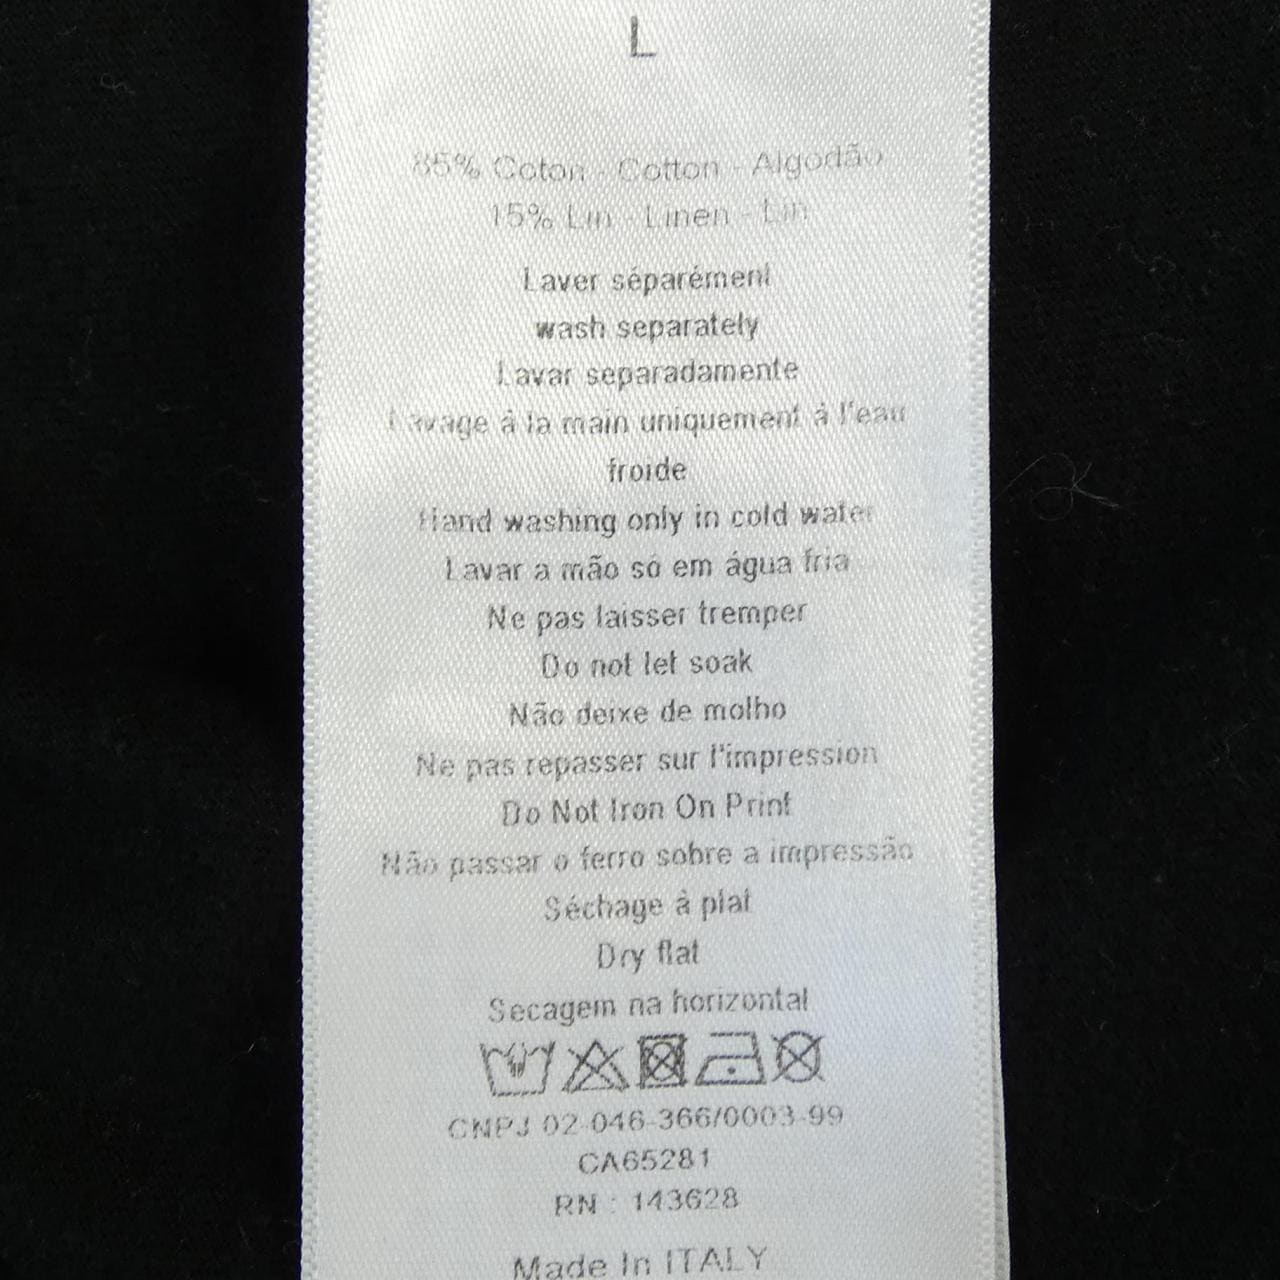 L
85% Coton - Cotton - Algodão
15% Lin - Linen - Lin
Laver séparément
wash separately
Lavar separadamente
Lavage à la main uniquement à l'eau
froide
Hand washing only in cold water
Lavar a mão só em água fria
Ne pas laisser tremper
Do not let soak
Não deixe de molho
Ne pas repasser sur l'impression
Do Not Iron On Print
Não passar o ferro sobre a impressão
Séchage à plat
Dry flat
Secagem na horizontal
CNPJ 02-046-366/0003-99
CA65281
RN : 143628
Made In ITALY